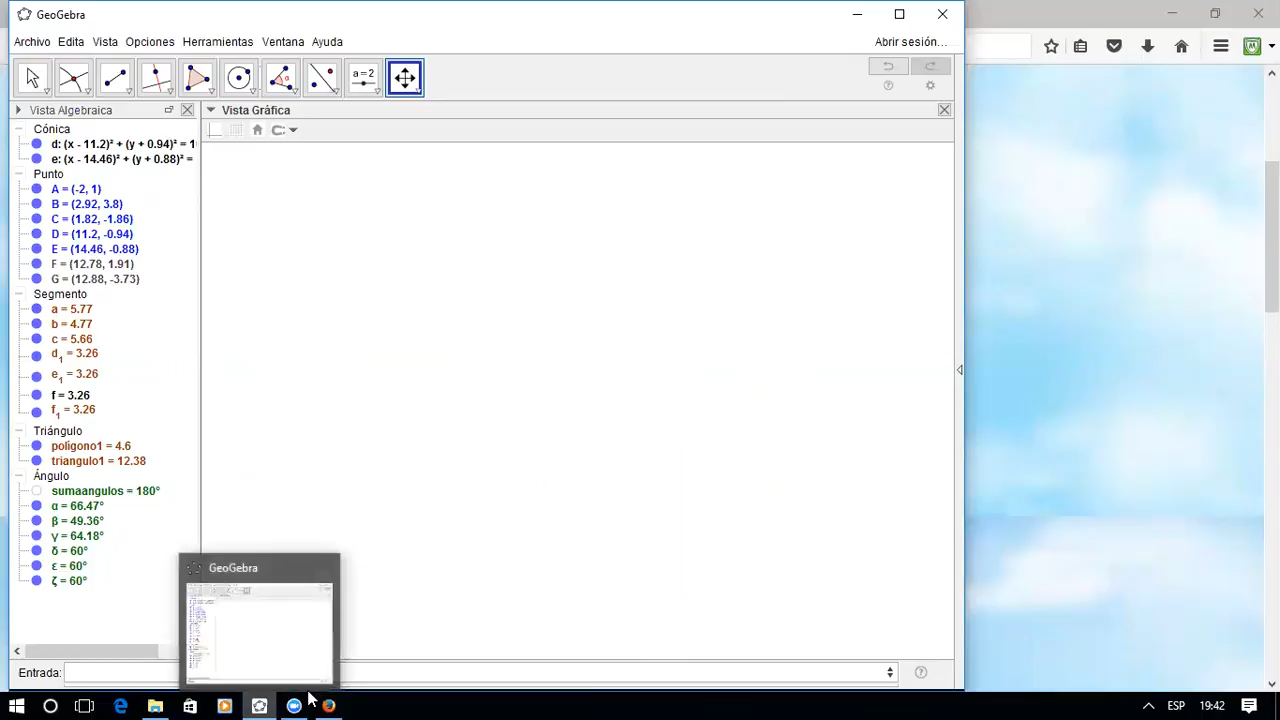 GeoGebra
Archivo Edita Vista Opciones Herramientas Ventana Ayuda Abrir sesión...
a=2
Vista Algebraica
Vista Gráfica
Cónica
d: (x - 11.2)² + (y + 0.94)² = 1
e: (x - 14.46)² + (y + 0.88)² =
Punto
A = (-2, 1)
B = (2.92, 3.8)
C = (1.82, -1.86)
D = (11.2, -0.94)
E = (14.46, -0.88)
F = (12.78, 1.91)
G = (12.88, -3.73)
Segmento
a = 5.77
b = 4.77
c = 5.66
d₁ = 3.26
e₁ = 3.26
f = 3.26
f₁ = 3.26
Triángulo
polígono1 = 4.6
triangulo1 = 12.38
Ángulo
sumaangulos = 180°
α = 66.47°
β = 49.36°
γ = 64.18°
δ = 60°
ε = 60°
ζ = 60°
GeoGebra
Entrada:
ESP 19:42